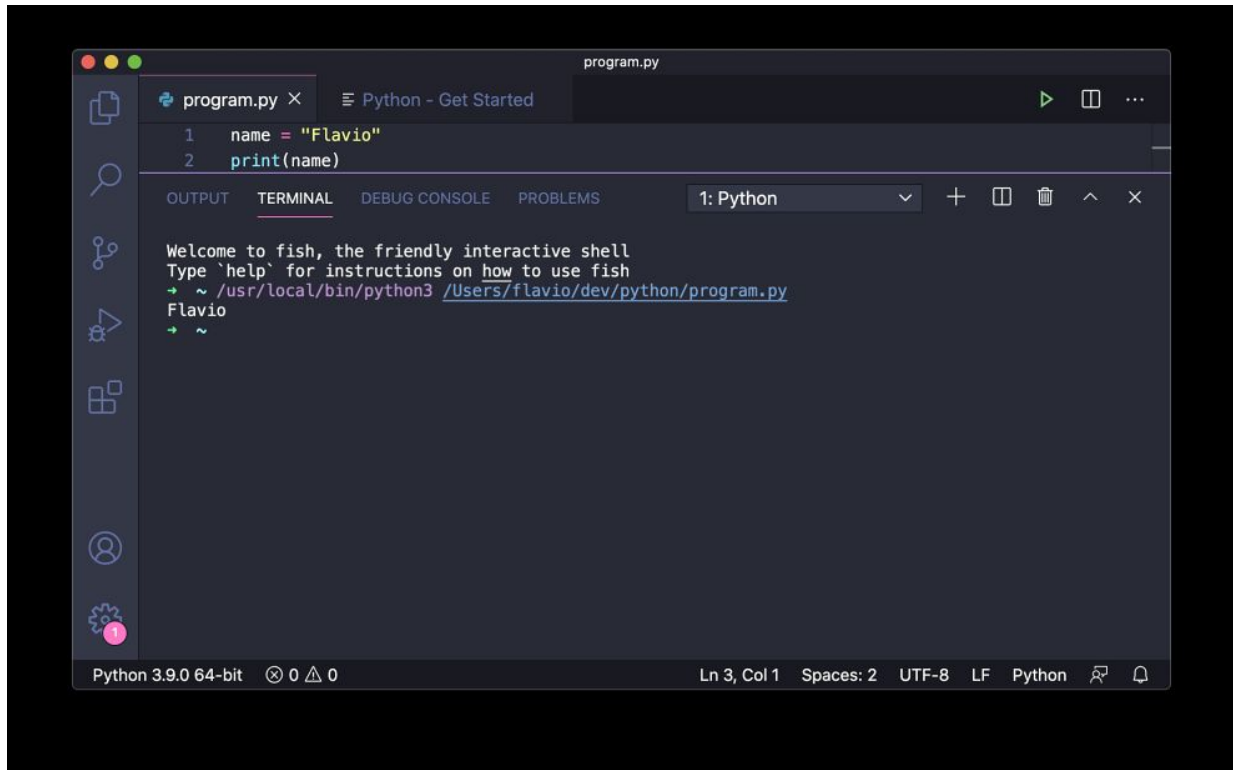 program.py
program.py
Python - Get Started
1 name = "Flavio"
2 print(name)
OUTPUT TERMINAL DEBUG CONSOLE PROBLEMS 1: Python
Welcome to fish, the friendly interactive shell
Type `help` for instructions on how to use fish
➜ ~ /usr/local/bin/python3 /Users/flavio/dev/python/program.py
Flavio
➜ ~
1
Python 3.9.0 64-bit 0 0 Ln 3, Col 1 Spaces: 2 UTF-8 LF Python